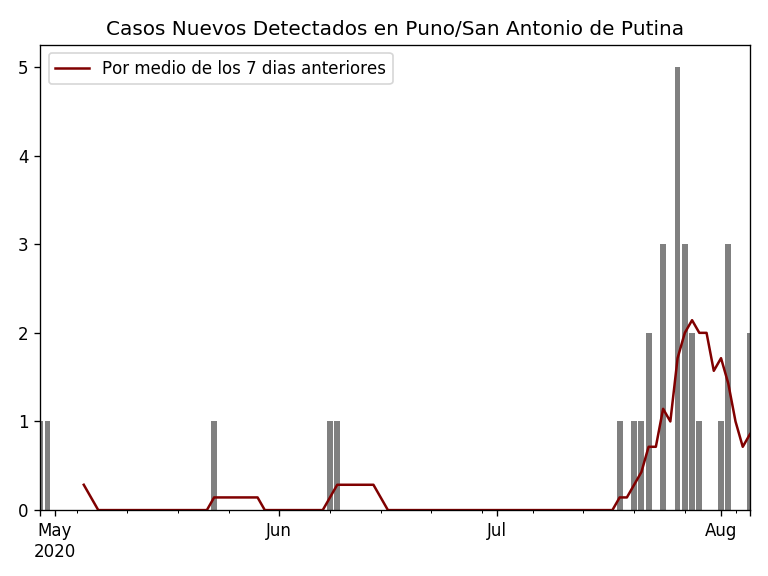 Casos Nuevos Detectados en Puno/San Antonio de Putina
Por medio de los 7 dias anteriores
5
4
3
2
1
0
May Jun Jul Aug
2020